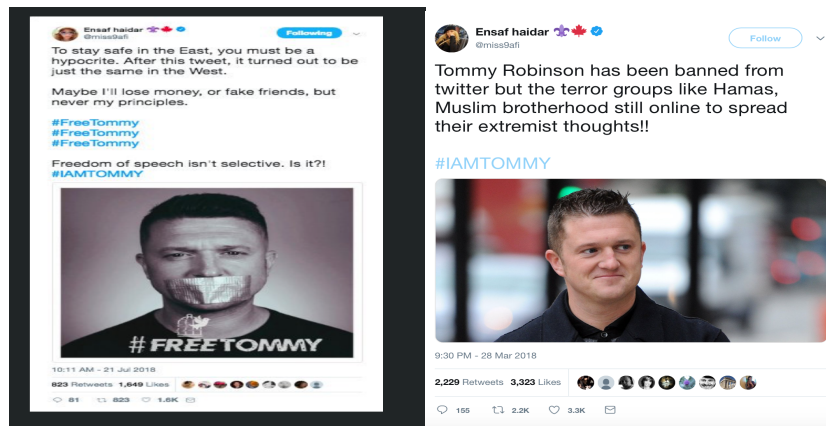 Ensaf haidar
@miss9afi
Following
To stay safe in the East, you must be a
hypocrite. After this tweet, it turned out to be
just the same in the West.
Maybe I'll lose money, or fake friends, but
never my principles.
#FreeTommy
#FreeTommy
#FreeTommy
Freedom of speech isn't selective. Is it?!
#IAMTOMMY
#FREETOMMY
10:11 AM - 21 Jul 2018
823 Retweets 1,649 Likes
81 823 1.6K
Ensaf haidar
@miss9afi
Follow
Tommy Robinson has been banned from
twitter but the terror groups like Hamas,
Muslim brotherhood still online to spread
their extremist thoughts!!
#IAMTOMMY
9:30 PM - 28 Mar 2018
2,229 Retweets 3,323 Likes
155 2.2K 3.3K